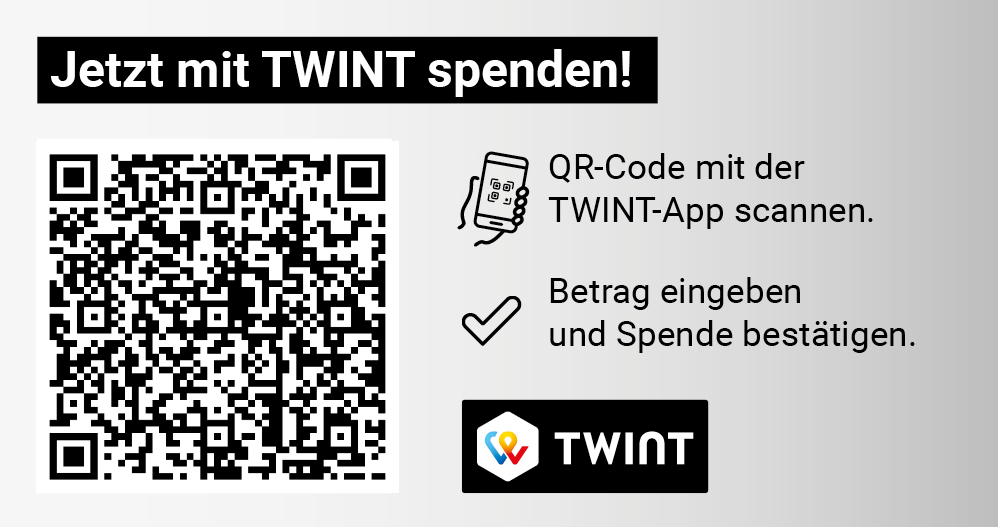 Jetzt mit TWINT spenden!
QR-Code mit der
TWINT-App scannen.
Betrag eingeben
und Spende bestätigen.
TWINT